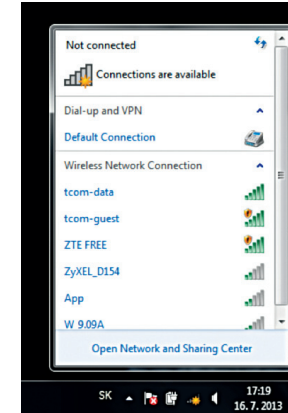 Not connected
Connections are available
Dial-up and VPN
Default Connection
Wireless Network Connection
tcom-data
tcom-guest
ZTE FREE
ZyXEL_D154
App
W 9.09A
Open Network and Sharing Center
SK
17:19
16. 7. 2013